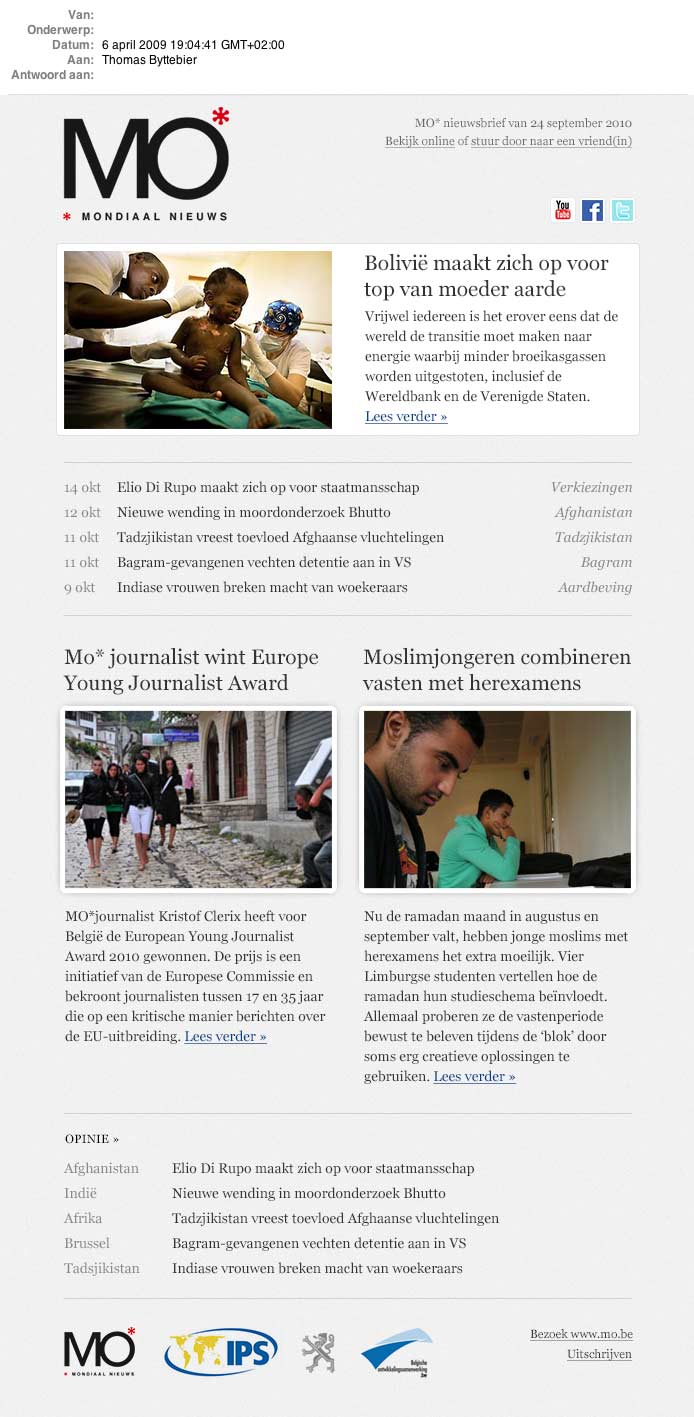 Van:
Onderwerp:
Datum: 6 april 2009 19:04:41 GMT+02:00
Aan: Thomas Byttebier
Antwoord aan:
MO*
* MONDIAAL NIEUWS
MO* nieuwsbrief van 24 september 2010
Bekijk online of stuur door naar een vriend(in)
You Tube f t
Bolivië maakt zich op voor
top van moeder aarde
Vrijwel iedereen is het erover eens dat de
wereld de transitie moet maken naar
energie waarbij minder broeikasgassen
worden uitgestoten, inclusief de
Wereldbank en de Verenigde Staten.
Lees verder »
14 okt Elio Di Rupo maakt zich op voor staatmansschap Verkiezingen
12 okt Nieuwe wending in moordonderzoek Bhutto Afghanistan
11 okt Tadzjikistan vreest toevloed Afghaanse vluchtelingen Tadzjikistan
11 okt Bagram-gevangenen vechten detentie aan in VS Bagram
9 okt Indiase vrouwen breken macht van woekeraars Aardbeving
Mo* journalist wint Europe
Young Journalist Award
MO*journalist Kristof Clerix heeft voor
België de European Young Journalist
Award 2010 gewonnen. De prijs is een
initiatief van de Europese Commissie en
bekroont journalisten tussen 17 en 35 jaar
die op een kritische manier berichten over
de EU-uitbreiding. Lees verder »
Moslimjongeren combineren
vasten met herexamens
Nu de ramadan maand in augustus en
september valt, hebben jonge moslims met
herexamens het extra moeilijk. Vier
Limburgse studenten vertellen hoe de
ramadan hun studieschema beïnvloedt.
Allemaal proberen ze de vastenperiode
bewust te beleven tijdens de ‘blok’ door
soms erg creatieve oplossingen te
gebruiken. Lees verder »
OPINIE »
Afghanistan Elio Di Rupo maakt zich op voor staatmansschap
Indië Nieuwe wending in moordonderzoek Bhutto
Afrika Tadzjikistan vreest toevloed Afghaanse vluchtelingen
Brussel Bagram-gevangenen vechten detentie aan in VS
Tadsjikistan Indiase vrouwen breken macht van woekeraars
MO*
* MONDIAAL NIEUWS
IPS
Belgische
ontwikkelingssamenwerking
.be
Bezoek www.mo.be
Uitschrijven